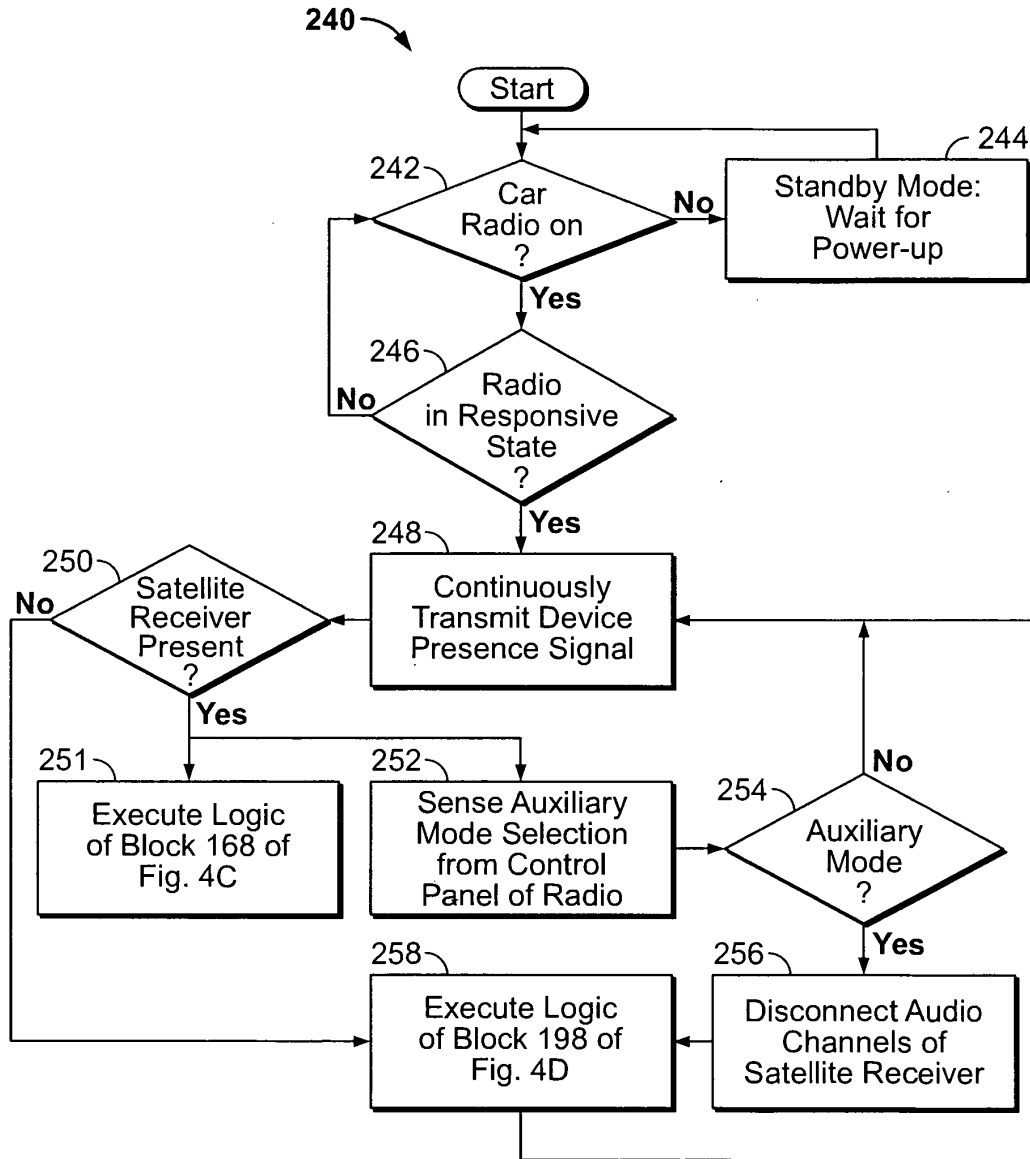 240
Start
242
Car
Radio on
?
No
244
Standby Mode:
Wait for
Power-up
Yes
246
Radio
in Responsive
State
?
No
Yes
248
Continuously
Transmit Device
Presence Signal
250
Satellite
Receiver
Present
?
No
Yes
251
Execute Logic
of Block 168 of
Fig. 4C
252
Sense Auxiliary
Mode Selection
from Control
Panel of Radio
254
Auxiliary
Mode
?
No
Yes
256
Disconnect Audio
Channels of
Satellite Receiver
258
Execute Logic
of Block 198 of
Fig. 4D